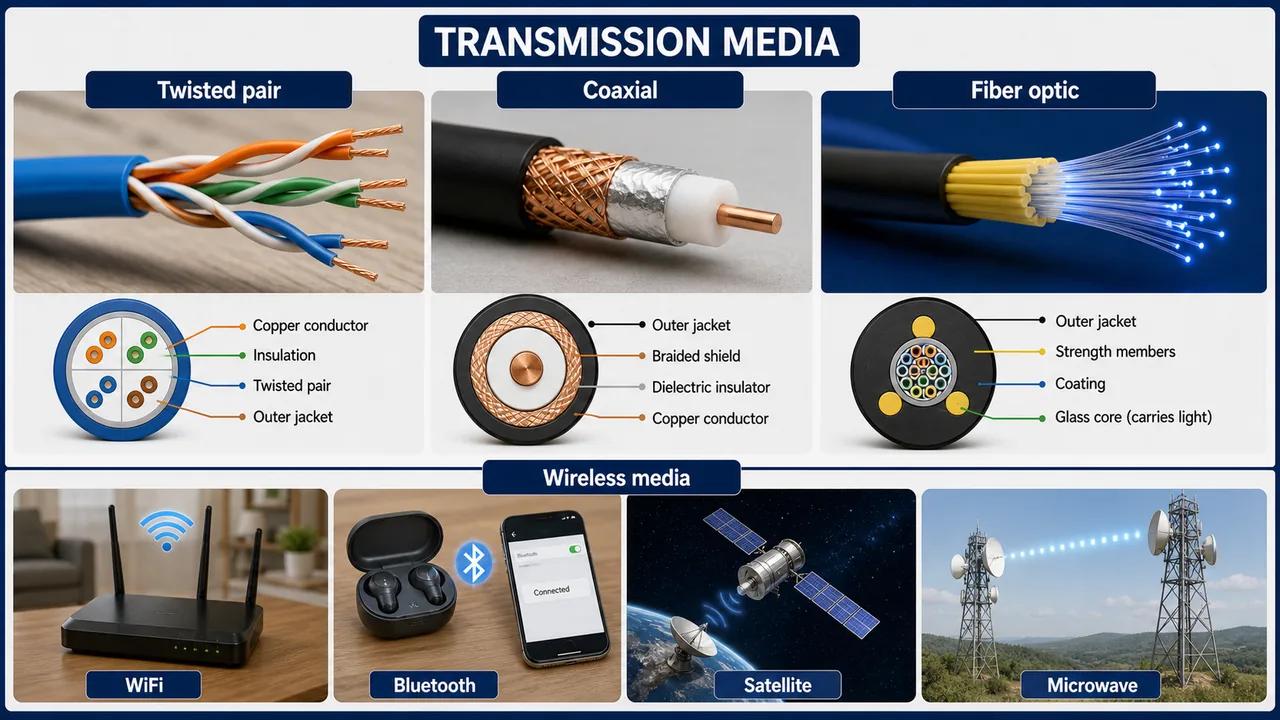 TRANSMISSION MEDIA
Twisted pair
Coaxial
Fiber optic
Copper conductor
Insulation
Twisted pair
Outer jacket
Outer jacket
Braided shield
Dielectric insulator
Copper conductor
Outer jacket
Strength members
Coating
Glass core (carries light)
Wireless media
Bluetooth
Connected
WiFi
Bluetooth
Satellite
Microwave